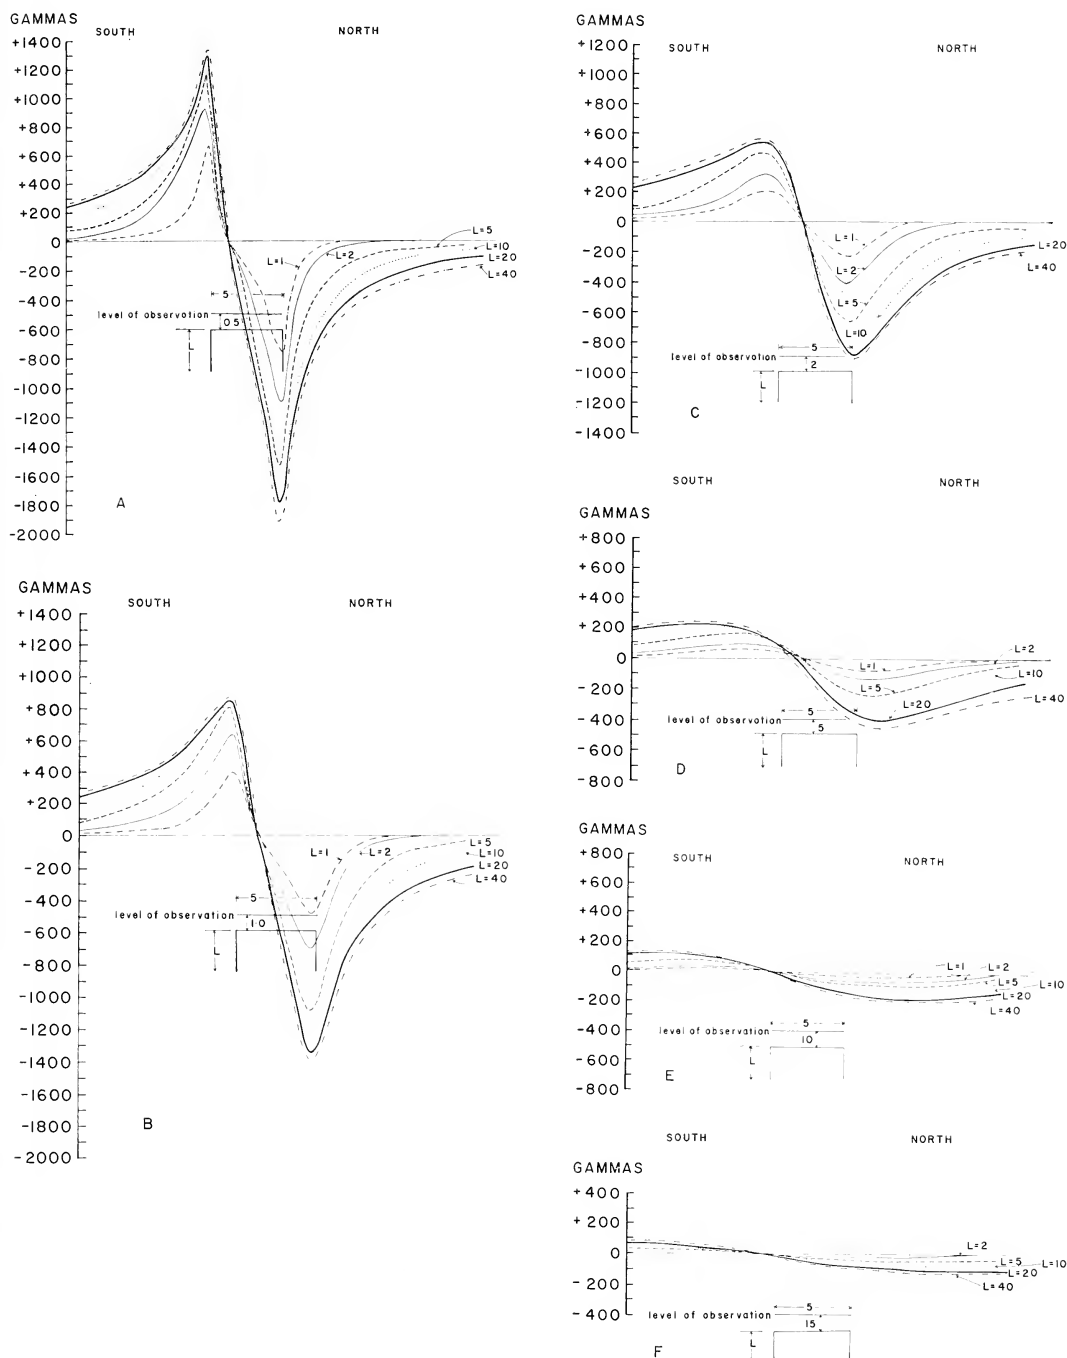 GAMMAS
SOUTH
NORTH
+1400
+1200
+1000
+800
+600
+400
+200
0
-200
-400
-600
-800
-1000
-1200
-1400
-1600
-1800
-2000
L=5
L=10
L=20
L=40
L=1
L=2
5
level of observation
0.5
L
A
GAMMAS
SOUTH
NORTH
+1400
+1200
+1000
+800
+600
+400
+200
0
-200
-400
-600
-800
-1000
-1200
-1400
-1600
-1800
-2000
L=1
L=2
L=5
L=10
L=20
L=40
5
level of observation
1.0
L
B
GAMMAS
SOUTH
NORTH
+1200
+1000
+800
+600
+400
+200
0
-200
-400
-600
-800
-1000
-1200
-1400
L=1
L=2
L=5
L=10
L=20
L=40
5
level of observation
2
L
C
SOUTH
NORTH
GAMMAS
+800
+600
+400
+200
0
-200
-400
-600
-800
L=1
L=2
L=10
L=5
L=20
L=40
5
level of observation
5
L
D
GAMMAS
SOUTH
NORTH
+800
+600
+400
+200
0
-200
-400
-600
-800
L=1
L=2
L=5
L=10
L=20
L=40
5
level of observation
10
L
E
SOUTH
NORTH
GAMMAS
+400
+200
0
-200
-400
L=2
L=5
L=10
L=20
L=40
5
level of observation
15
L
F